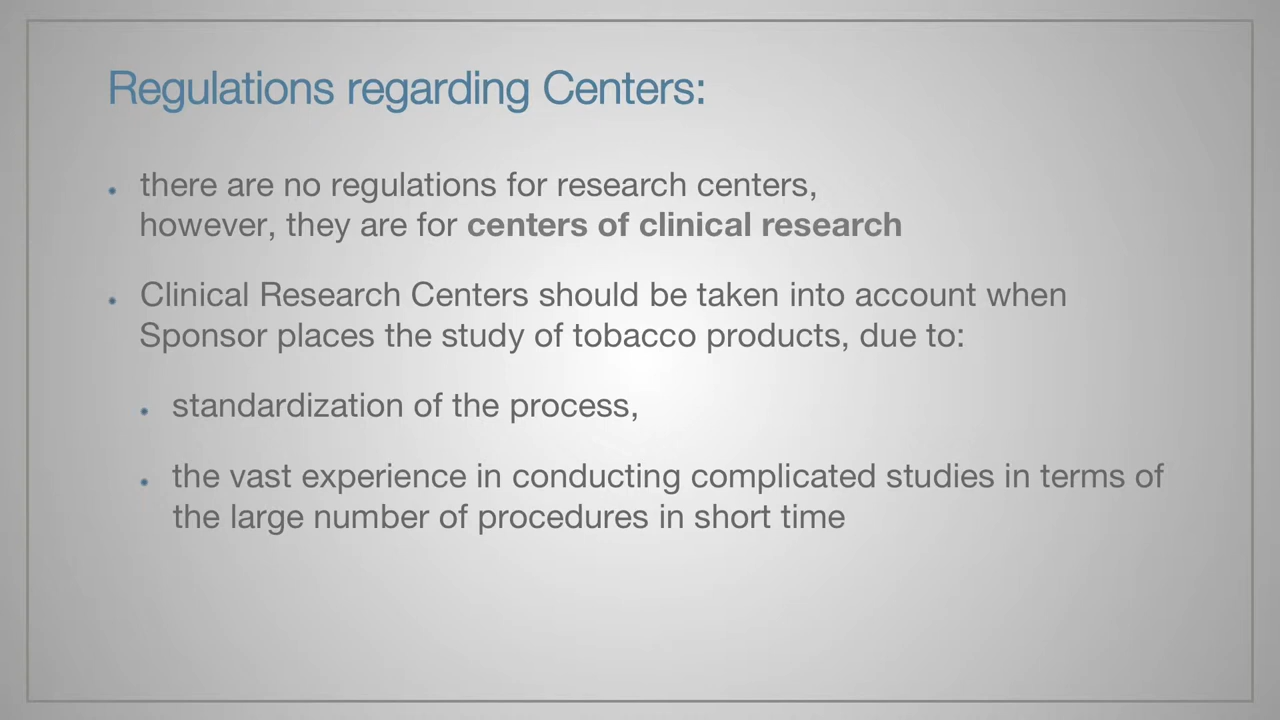 Regulations regarding Centers:
there are no regulations for research centers,
however, they are for centers of clinical research
Clinical Research Centers should be taken into account when
Sponsor places the study of tobacco products, due to:
standardization of the process,
the vast experience in conducting complicated studies in terms of
the large number of procedures in short time